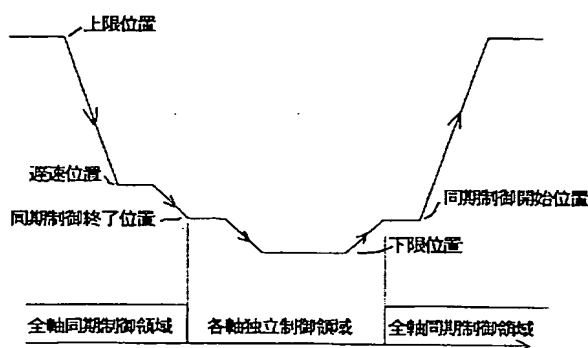 上限位置
遅速位置
同期制御終了位置
同期制御開始位置
下限位置
全軸同期制御領域
各軸独立制御領域
全軸同期制御領域